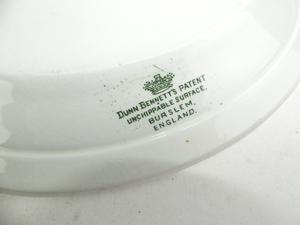 DUNN BENNETT'S PATENT
UNCHIPPABLE SURFACE.
BURSLEM,
ENGLAND.